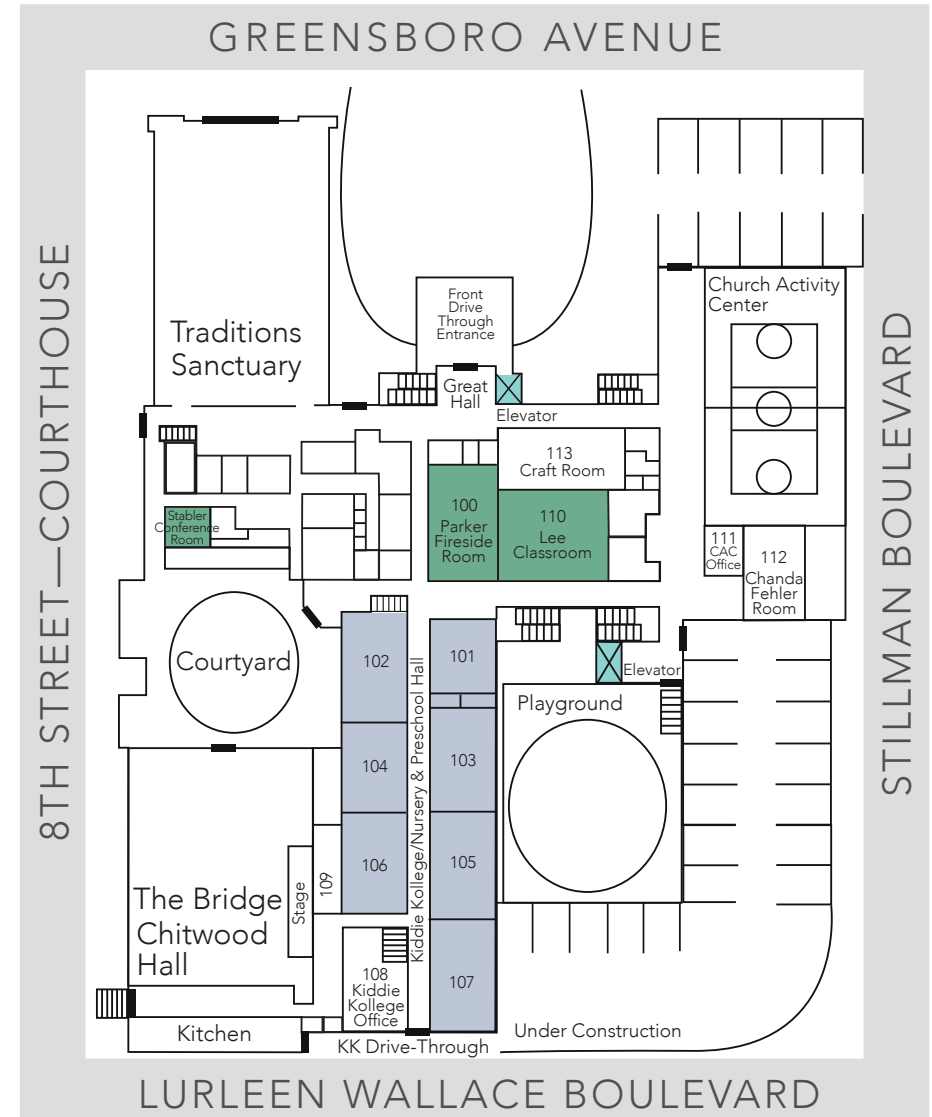 GREENSBORO AVENUE
8TH STREET—COURTHOUSE
STILLMAN BOULEVARD
Traditions
Sanctuary
Front
Drive
Through
Entrance
Great
Hall
Elevator
Church Activity
Center
113
Craft Room
100
Parker
Fireside
Room
110
Lee
Classroom
Stabler
Conference
Room
111
CAC
Office
112
Chanda
Fehler
Room
Courtyard
102
101
Elevator
Playground
104
103
Kiddie Kollege/Nursery & Preschool Hall
106
105
109
Stage
The Bridge
Chitwood
Hall
108
Kiddie
Kollege
Office
107
Kitchen
KK Drive-Through
Under Construction
LURLEEN WALLACE BOULEVARD